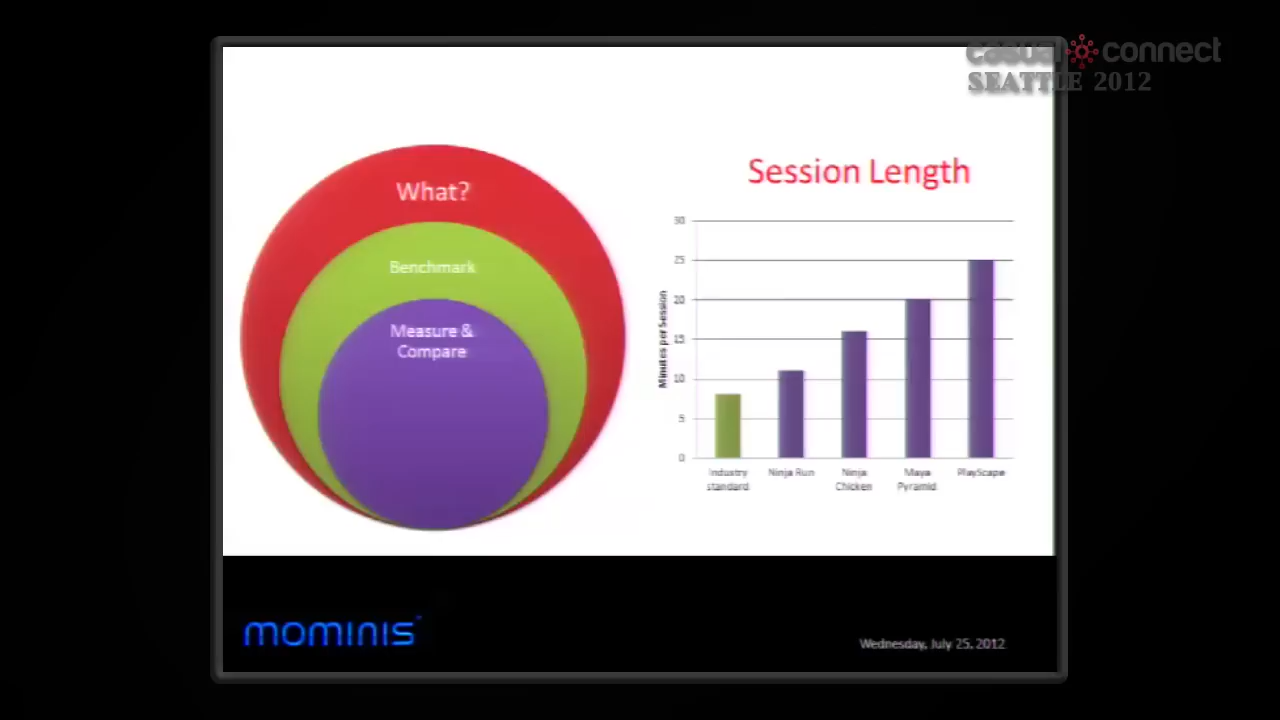 casual connect
SEATTLE 2012
What?
Benchmark
Measure &
Compare
Session Length
Minutes per Session
30
25
20
15
10
5
0
Industry
standard
Ninja Run
Ninja
Chicken
Maya
Pyramid
PlayScape
mominis
Wednesday, July 25, 2012